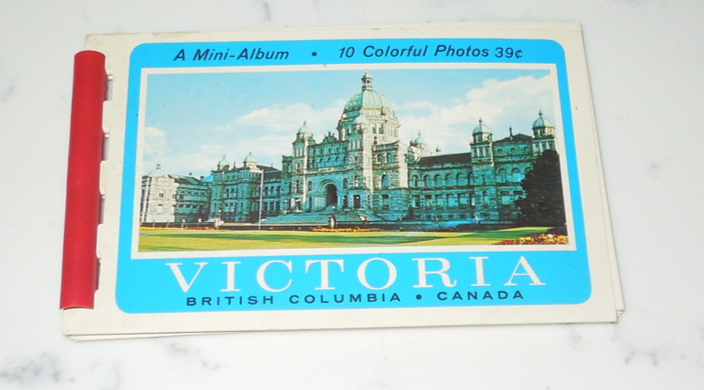 A Mini-Album • 10 Colorful Photos 39¢
VICTORIA
BRITISH COLUMBIA • CANADA